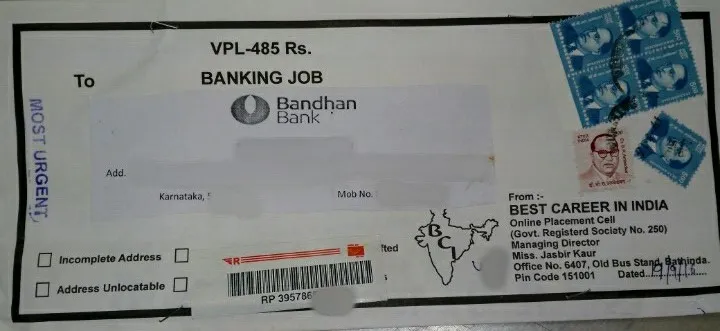 VPL-485 Rs.
To
BANKING JOB
Bandhan
Bank
MOST URGENT
Add.
Karnataka,
Mob No.
From :-
BEST CAREER IN INDIA
Online Placement Cell
(Govt. Registerd Society No. 250)
Managing Director
Miss. Jasbir Kaur
Office No. 6407, Old Bus Stand, Bathinda.
Pin Code 151001 Dated
BCI
Incomplete Address
Address Unlocatable
R
RP 395786